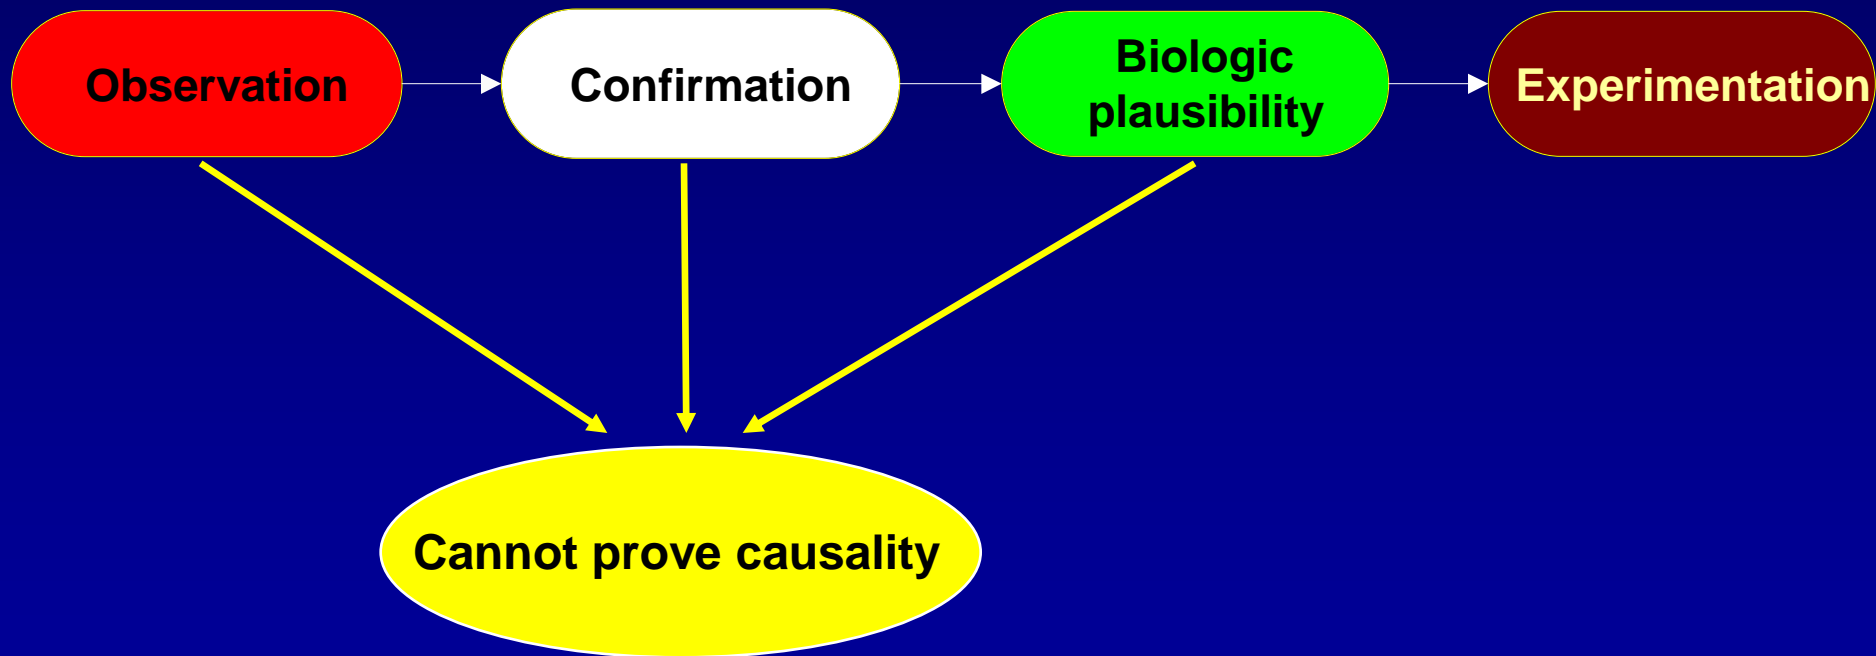 Observation
Confirmation
Biologic
plausibility
Experimentation
Cannot prove causality